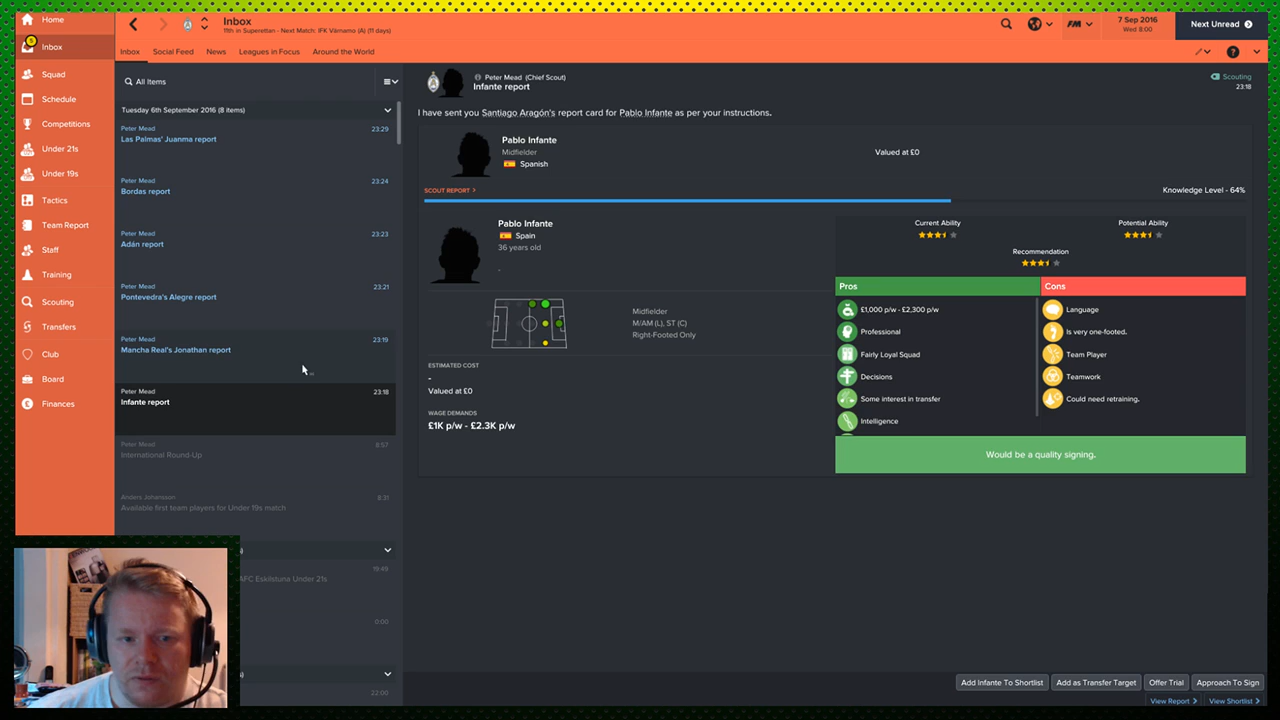 Home
Inbox
Squad
Schedule
Competitions
Under 21s
Under 19s
Tactics
Team Report
Staff
Training
Scouting
Transfers
Club
Board
Finances
Inbox
11th in Superettan - Next Match: IFK Värnamo (A) (11 days)
FM
7 Sep 2016
Wed 8:00
Next Unread
Inbox
Social Feed
News
Leagues in Focus
Around the World
All Items
Tuesday 6th September 2016 (8 items)
Peter Mead 23:29
Las Palmas' Juanma report
Peter Mead 23:24
Bordas report
Peter Mead 23:23
Adán report
Peter Mead 23:21
Pontevedra's Alegre report
Peter Mead 23:19
Mancha Real's Jonathan report
Peter Mead 23:18
Infante report
Peter Mead 8:57
International Round-Up
Anders Johansson 8:31
Available first team players for Under 19s match
19:49
AFC Eskilstuna Under 21s
0:00
22:00
Peter Mead (Chief Scout)
Infante report
Scouting
23:18
I have sent you Santiago Aragón's report card for Pablo Infante as per your instructions.
Pablo Infante
Midfielder
Spanish
Valued at £0
SCOUT REPORT >
Knowledge Level - 64%
Pablo Infante
Spain
36 years old
-
Midfielder
M/AM (L), ST (C)
Right-Footed Only
ESTIMATED COST
-
Valued at £0
WAGE DEMANDS
£1K p/w - £2.3K p/w
Current Ability
Potential Ability
Recommendation
Pros
£1,000 p/w - £2,300 p/w
Professional
Fairly Loyal Squad
Decisions
Some interest in transfer
Intelligence
Cons
Language
Is very one-footed.
Team Player
Teamwork
Could need retraining.
Would be a quality signing.
Add Infante To Shortlist
Add as Transfer Target
Offer Trial
Approach To Sign
View Report >
View Shortlist >